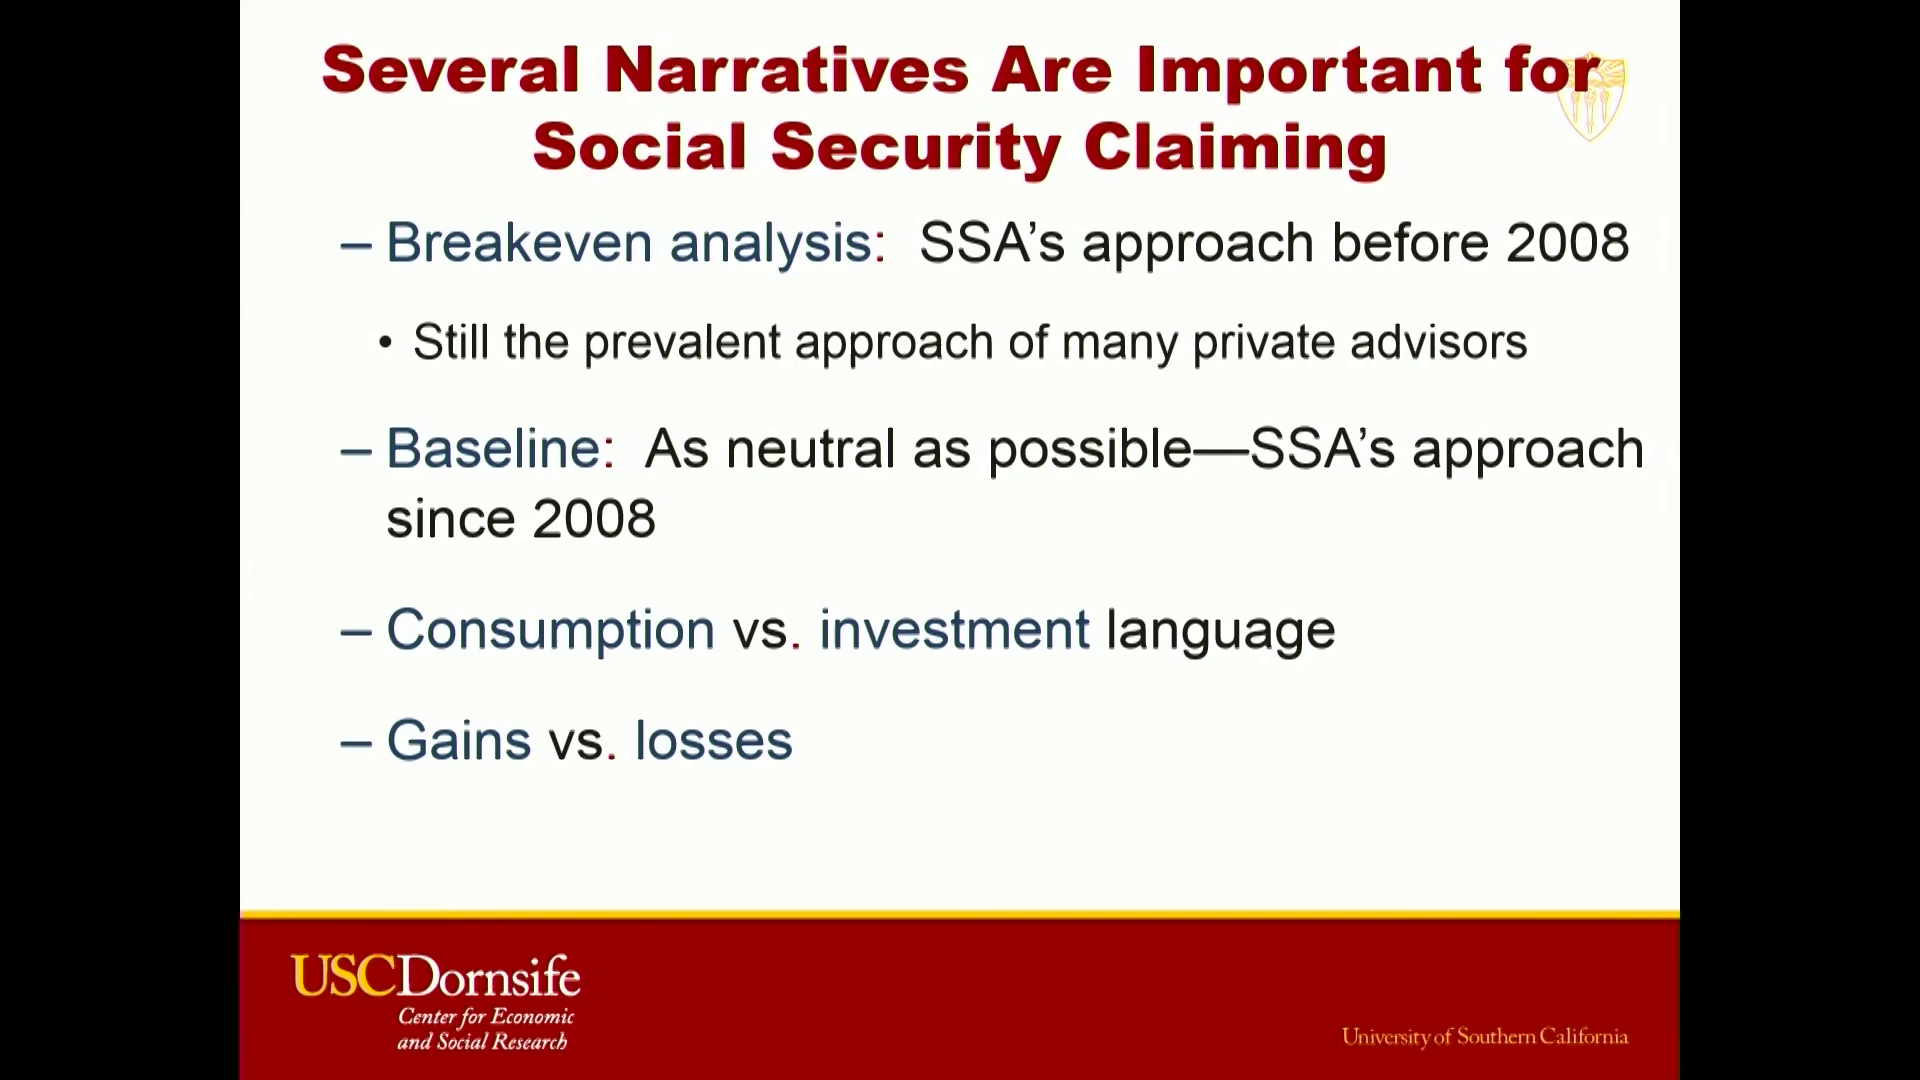 Several Narratives Are Important for
Social Security Claiming
– Breakeven analysis:  SSA’s approach before 2008
• Still the prevalent approach of many private advisors
– Baseline:  As neutral as possible—SSA’s approach
since 2008
– Consumption vs. investment language
– Gains vs. losses
USCDornsife
Center for Economic
and Social Research
University of Southern California